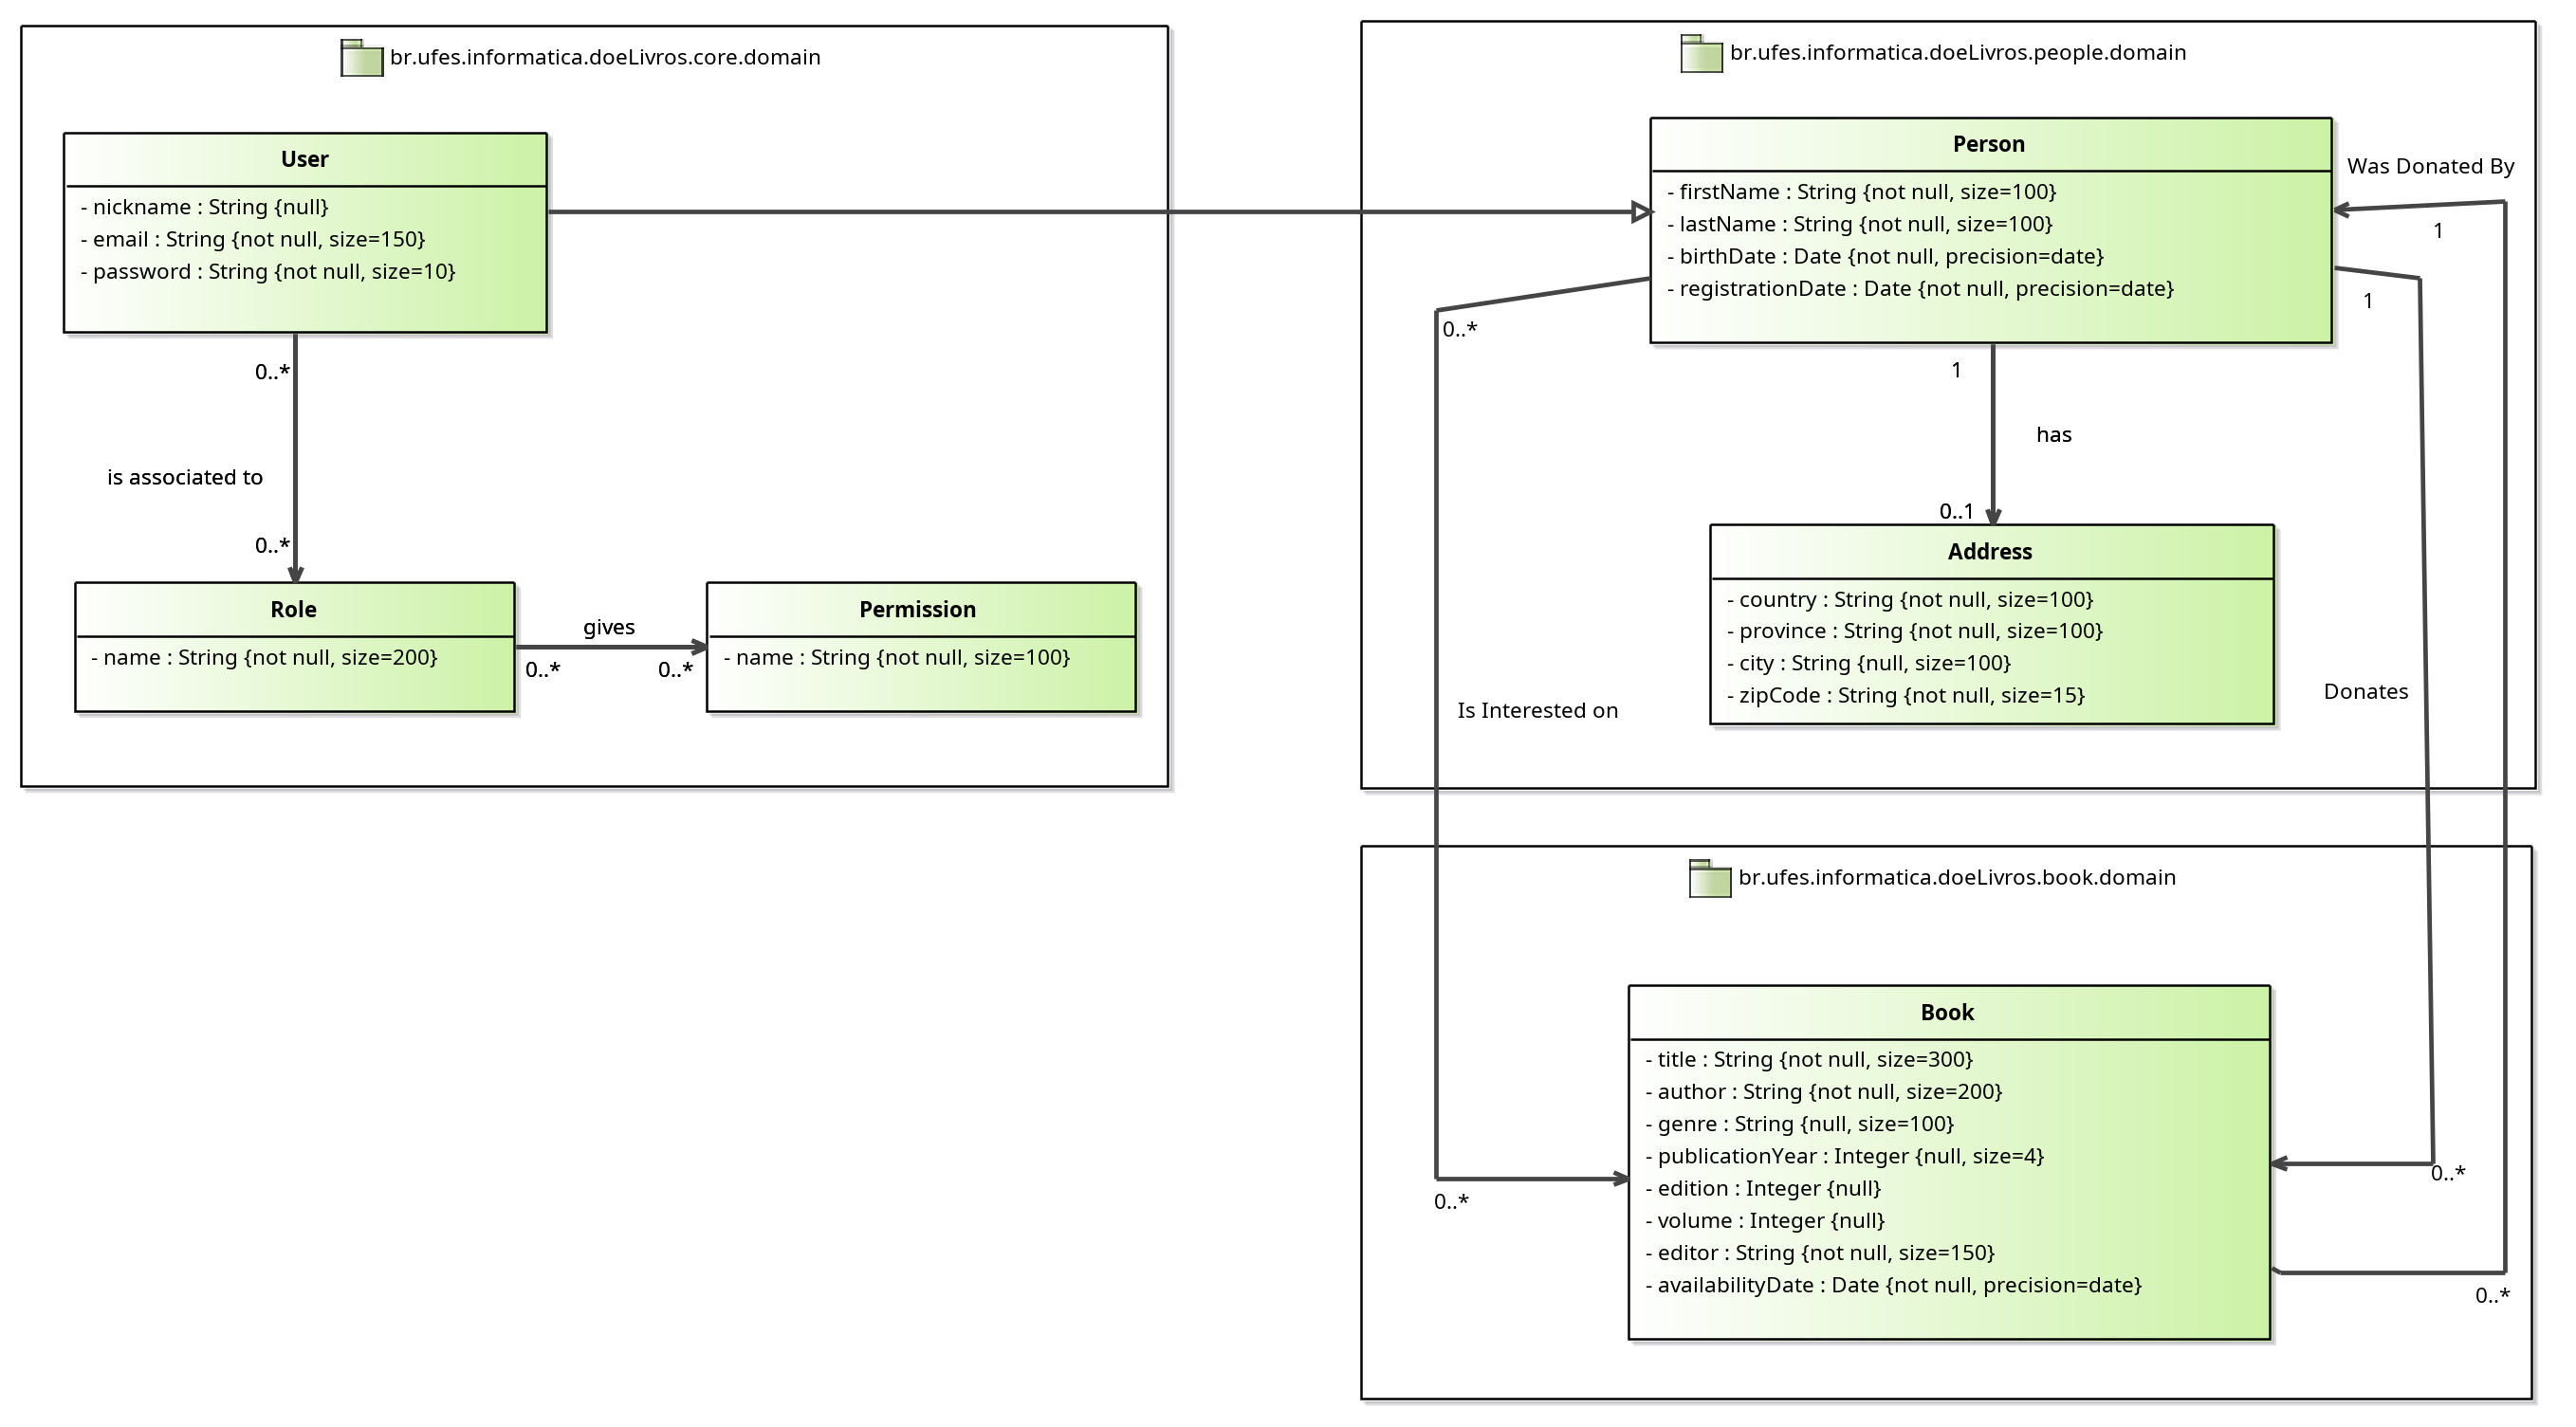 br.ufes.informatica.doeLivros.core.domain
User
- nickname : String {null}
- email : String {not null, size=150}
- password : String {not null, size=10}
0..*
is associated to
0..*
Role
- name : String {not null, size=200}
gives
0..*
0..*
Permission
- name : String {not null, size=100}
br.ufes.informatica.doeLivros.people.domain
Person
- firstName : String {not null, size=100}
- lastName : String {not null, size=100}
- birthDate : Date {not null, precision=date}
- registrationDate : Date {not null, precision=date}
Was Donated By
1
1
0..*
1
has
0..1
Address
- country : String {not null, size=100}
- province : String {not null, size=100}
- city : String {null, size=100}
- zipCode : String {not null, size=15}
Donates
Is Interested on
br.ufes.informatica.doeLivros.book.domain
Book
- title : String {not null, size=300}
- author : String {not null, size=200}
- genre : String {null, size=100}
- publicationYear : Integer {null, size=4}
- edition : Integer {null}
- volume : Integer {null}
- editor : String {not null, size=150}
- availabilityDate : Date {not null, precision=date}
0..*
0..*
0..*